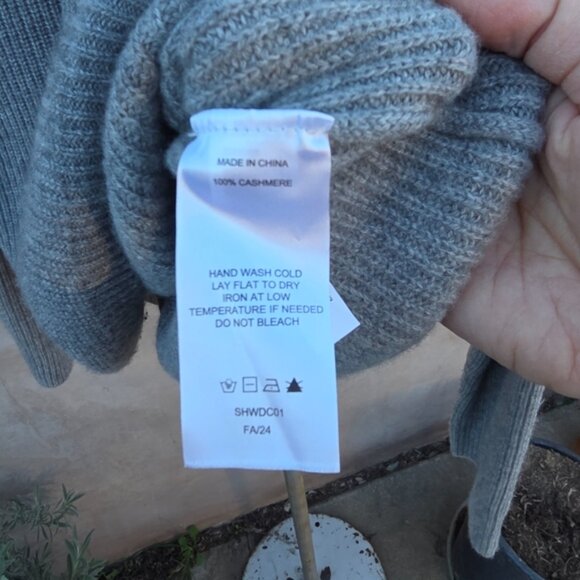 MADE IN CHINA
100% CASHMERE
HAND WASH COLD
LAY FLAT TO DRY
IRON AT LOW
TEMPERATURE IF NEEDED
DO NOT BLEACH
SHWDC01
FA/24